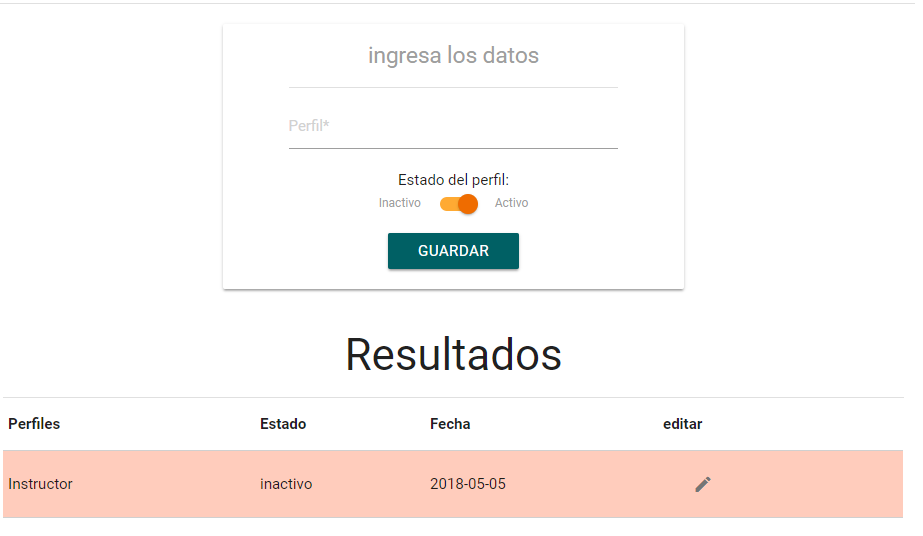 ingresa los datos
Perfil*
Estado del perfil:
Inactivo Activo
GUARDAR
Resultados
Perfiles Estado Fecha editar
Instructor inactivo 2018-05-05